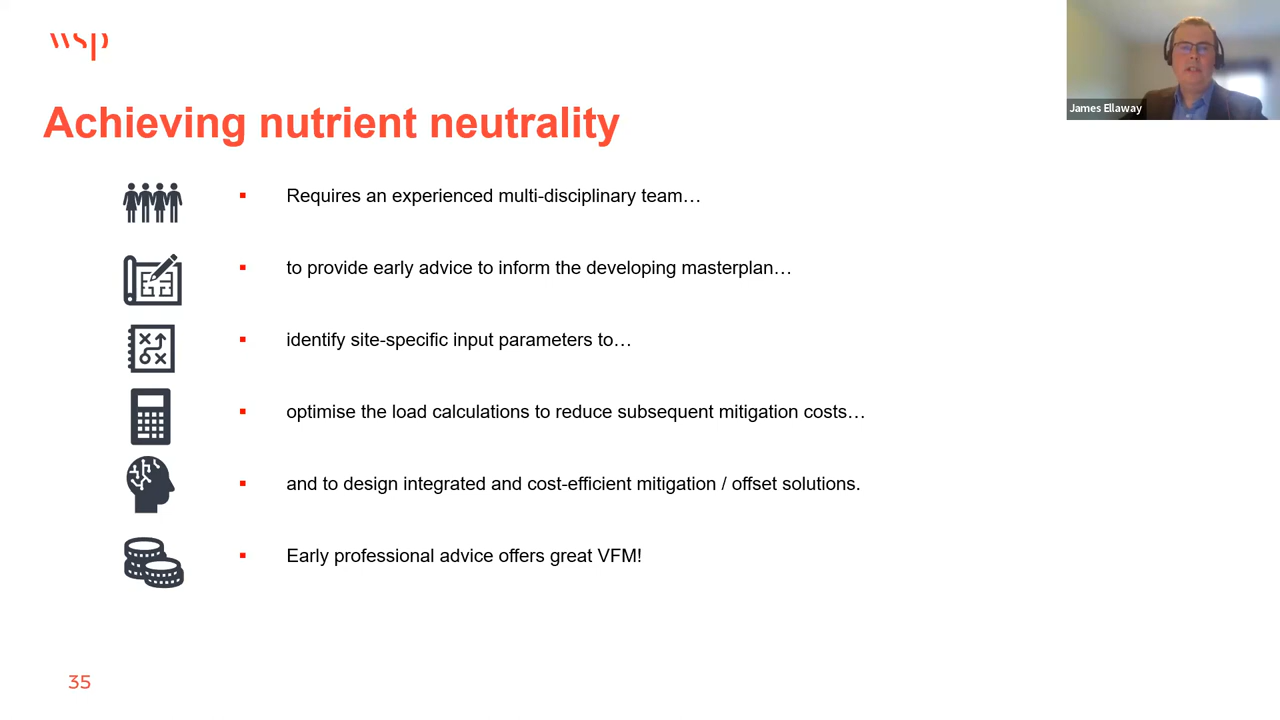 wsp
James Ellaway
Achieving nutrient neutrality
▪ Requires an experienced multi-disciplinary team…
▪ to provide early advice to inform the developing masterplan…
▪ identify site-specific input parameters to…
▪ optimise the load calculations to reduce subsequent mitigation costs…
▪ and to design integrated and cost-efficient mitigation / offset solutions.
▪ Early professional advice offers great VFM!
35